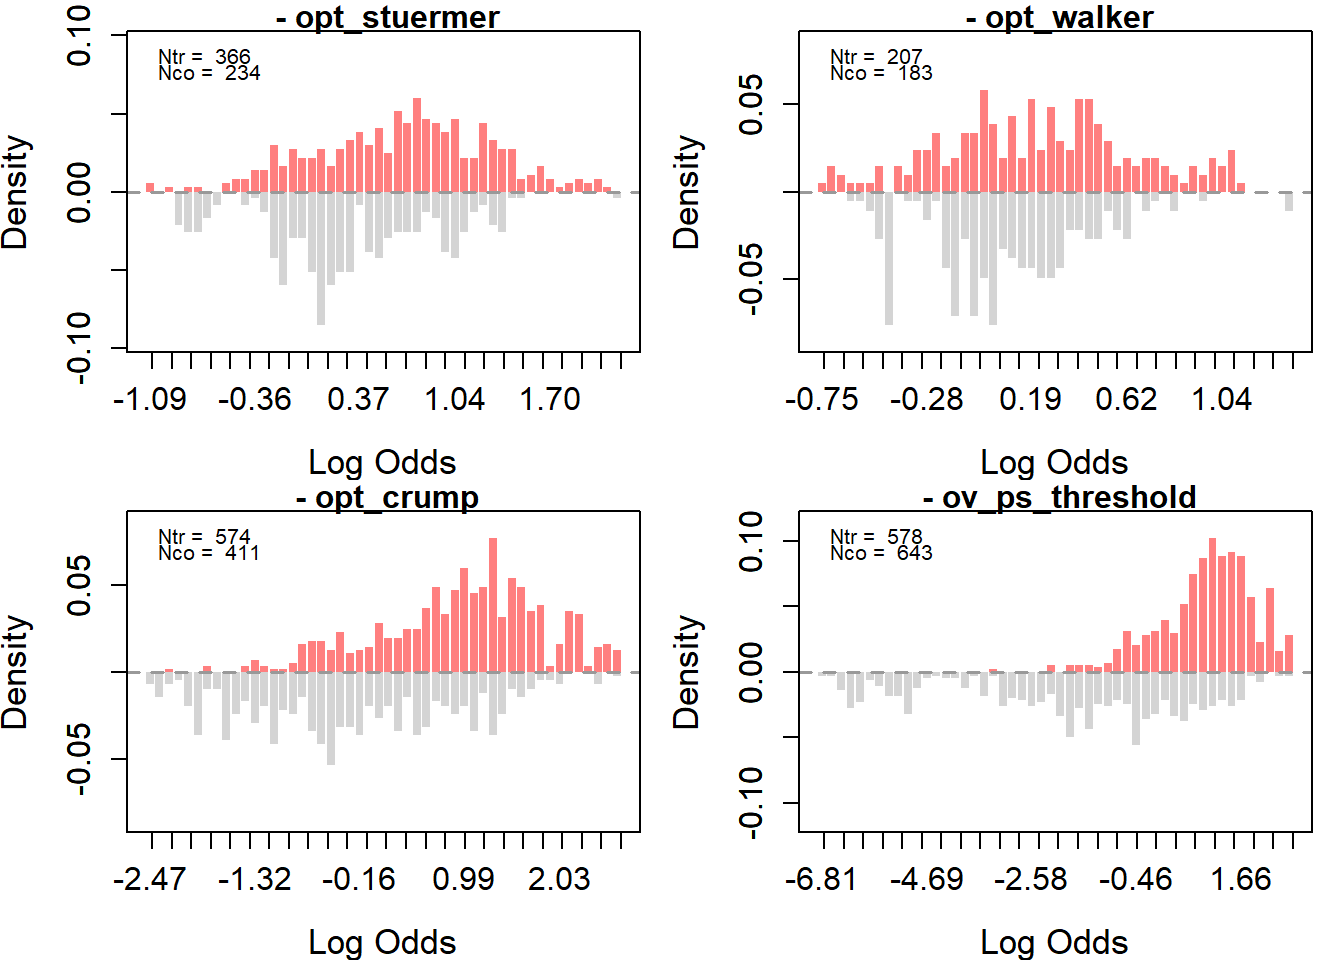 - opt_stuermer
Ntr = 366
Nco = 234
0.10
0.00
-0.10
Density
-1.09 -0.36 0.37 1.04 1.70
Log Odds
- opt_walker
Ntr = 207
Nco = 183
0.05
-0.05
Density
-0.75 -0.28 0.19 0.62 1.04
Log Odds
- opt_crump
Ntr = 574
Nco = 411
0.05
-0.05
Density
-2.47 -1.32 -0.16 0.99 2.03
Log Odds
- ov_ps_threshold
Ntr = 578
Nco = 643
0.10
0.00
-0.10
Density
-6.81 -4.69 -2.58 -0.46 1.66
Log Odds